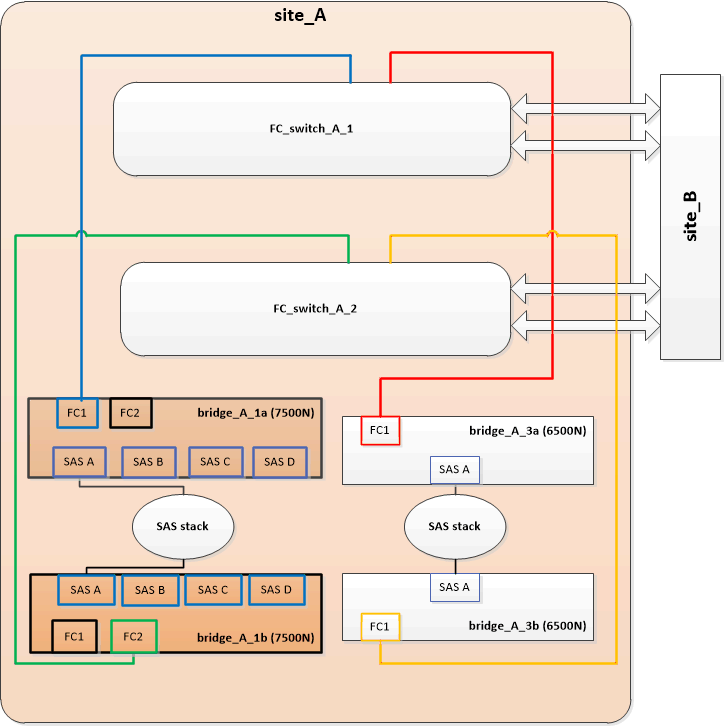 site_A
FC_switch_A_1
site_B
FC_switch_A_2
FC1
FC2
bridge_A_1a (7500N)
SAS A
SAS B
SAS C
SAS D
FC1
bridge_A_3a (6500N)
SAS A
SAS stack
SAS stack
SAS A
SAS B
SAS C
SAS D
FC1
FC2
bridge_A_1b (7500N)
SAS A
FC1
bridge_A_3b (6500N)